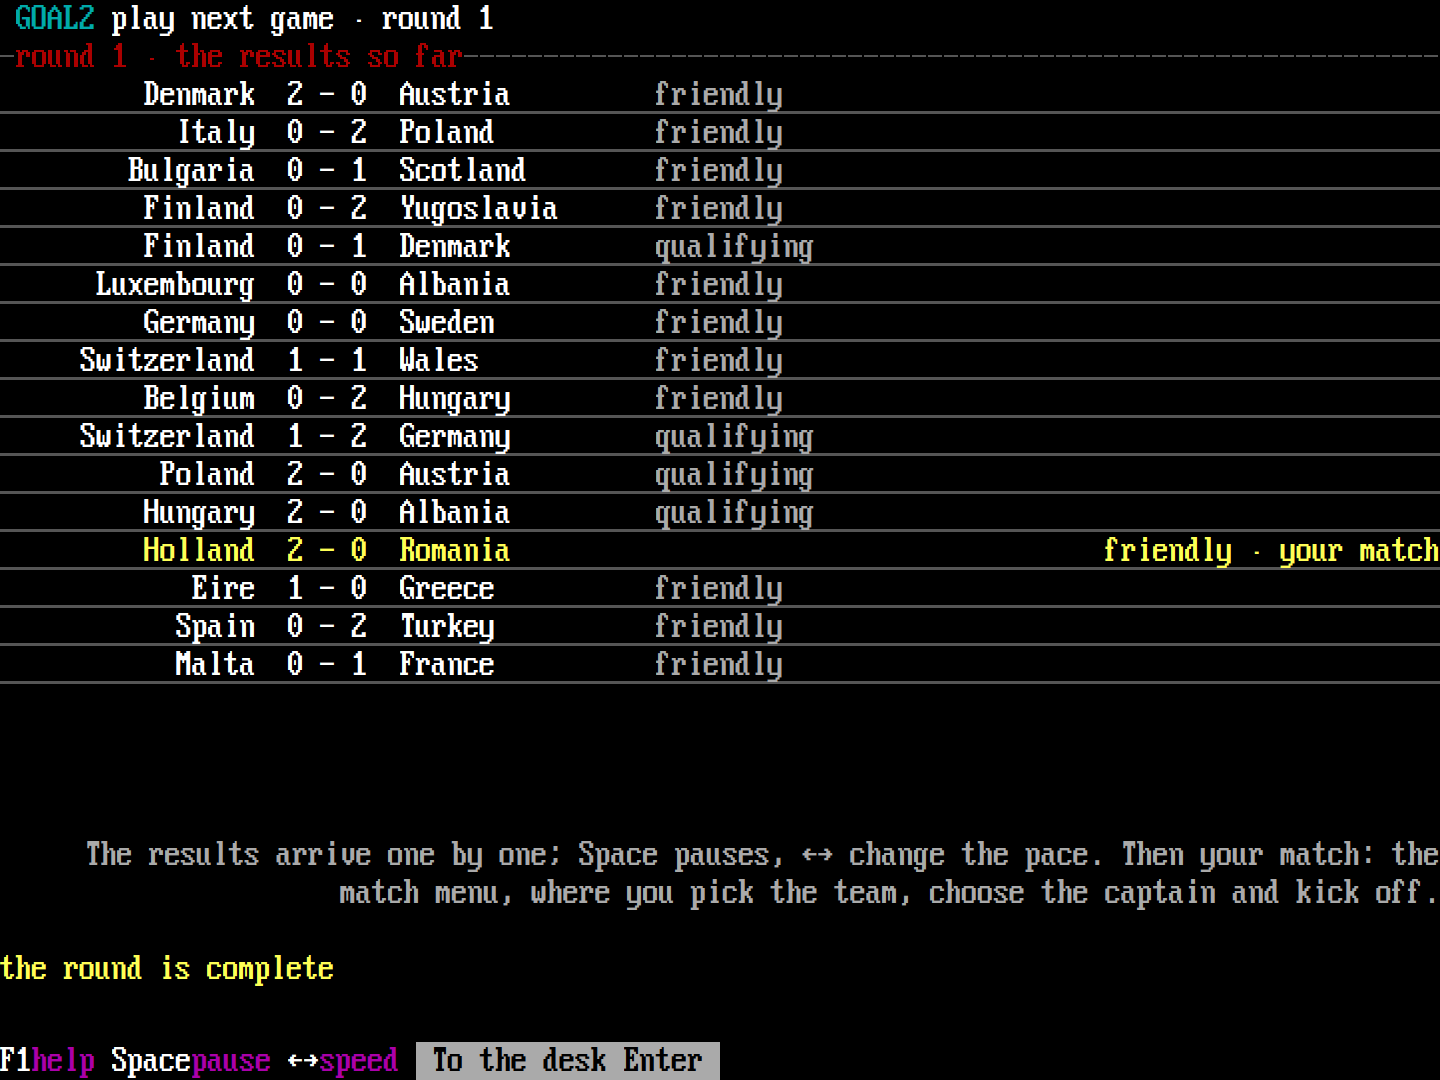 GOAL2 play next game · round 1
round 1 · the results so far
Denmark 2 - 0 Austria friendly
Italy 0 - 2 Poland friendly
Bulgaria 0 - 1 Scotland friendly
Finland 0 - 2 Yugoslavia friendly
Finland 0 - 1 Denmark qualifying
Luxembourg 0 - 0 Albania friendly
Germany 0 - 0 Sweden friendly
Switzerland 1 - 1 Wales friendly
Belgium 0 - 2 Hungary friendly
Switzerland 1 - 2 Germany qualifying
Poland 2 - 0 Austria qualifying
Hungary 2 - 0 Albania qualifying
Holland 2 - 0 Romania friendly · your match
Eire 1 - 0 Greece friendly
Spain 0 - 2 Turkey friendly
Malta 0 - 1 France friendly
The results arrive one by one; Space pauses, ↔ change the pace. Then your match: the
match menu, where you pick the team, choose the captain and kick off.
the round is complete
F1help Spacepause ↔speed To the desk Enter